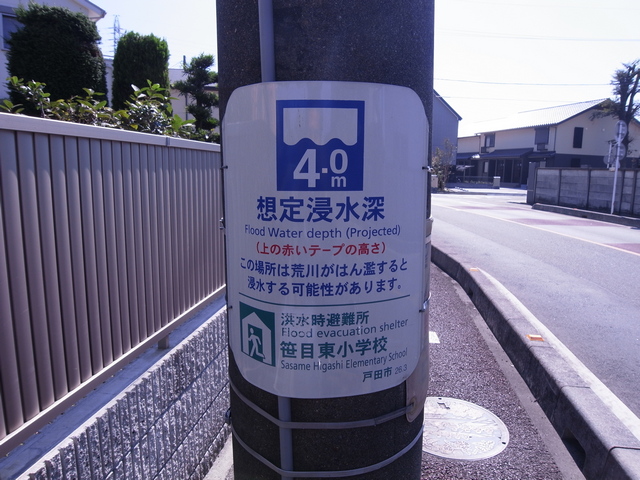 4.0m
想定浸水深
Flood Water depth (Projected)
(上の赤いテープの高さ)
この場所は荒川がはん濫すると
浸水する可能性があります。
洪水時避難所
Flood evacuation shelter
笹目東小学校
Sasame Higashi Elementary School
戸田市 26-3